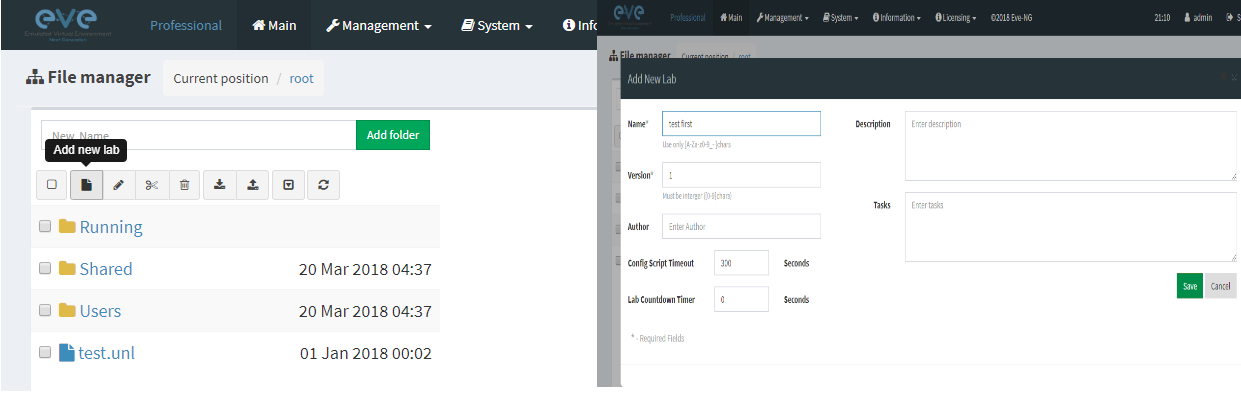 eve
Emulated Virtual Environment
Next Generation
Professional
Main
Management
System
Info
File manager
Current position / root
New Name
Add folder
Add new lab
Running
Shared 20 Mar 2018 04:37
Users 20 Mar 2018 04:37
test.unl 01 Jan 2018 00:02
eve
Professional
Main
Management
System
Information
Licensing
©2018 Eve-NG
21:10
admin
S
File manager
Current position / root
Add New Lab
Name*
test first
Use only [A-Za-z0-9_- ]chars
Version*
1
Must be interger ([0-9]chars)
Author
Enter Author
Config Script Timeout
300
Seconds
Lab Countdown Timer
0
Seconds
* - Required Fields
Description
Enter description
Tasks
Enter tasks
Save
Cancel